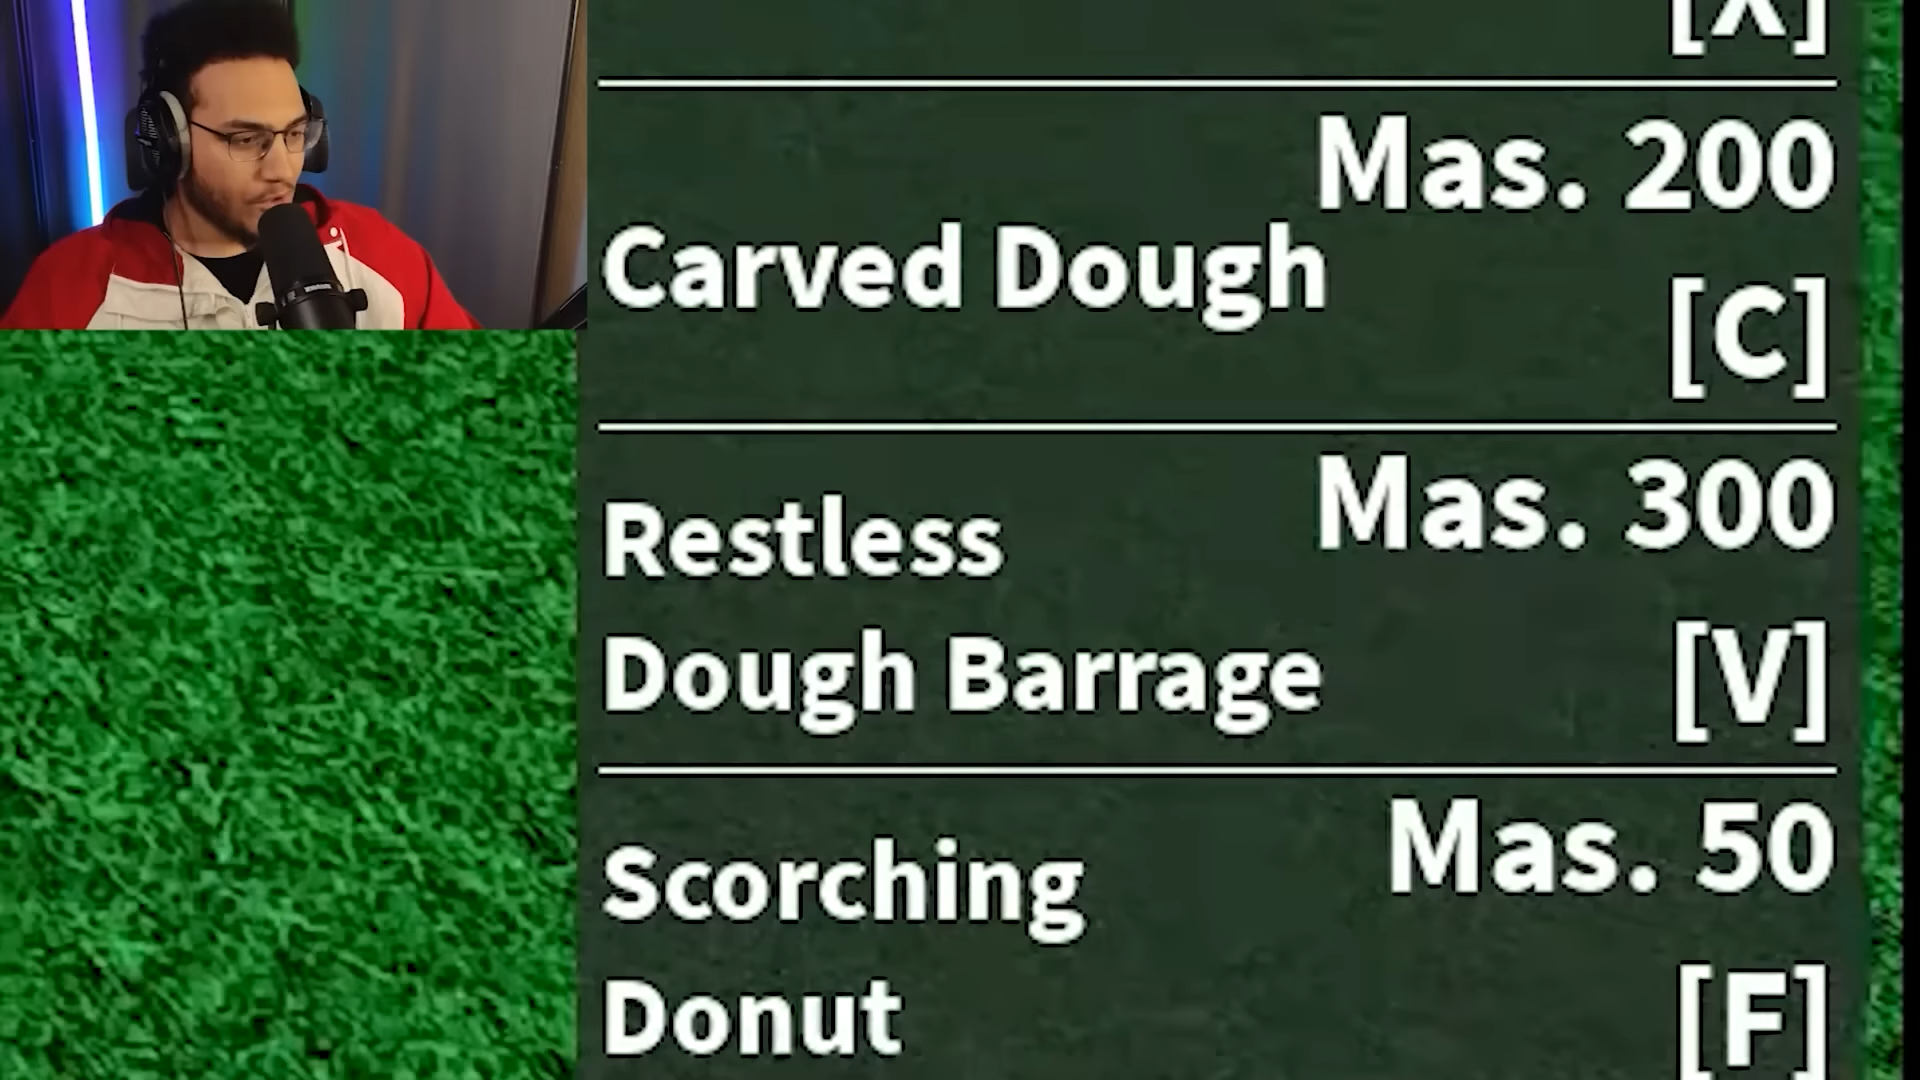 [X]
Mas. 200
Carved Dough
[C]
Mas. 300
Restless
Dough Barrage
[V]
Mas. 50
Scorching
Donut
[F]